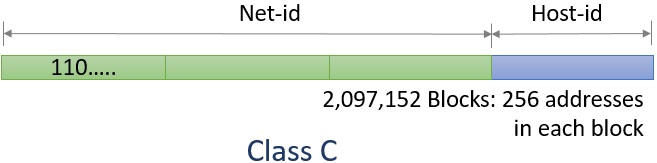 Net-id
Host-id
110.....
2,097,152 Blocks: 256 addresses
in each block
Class C